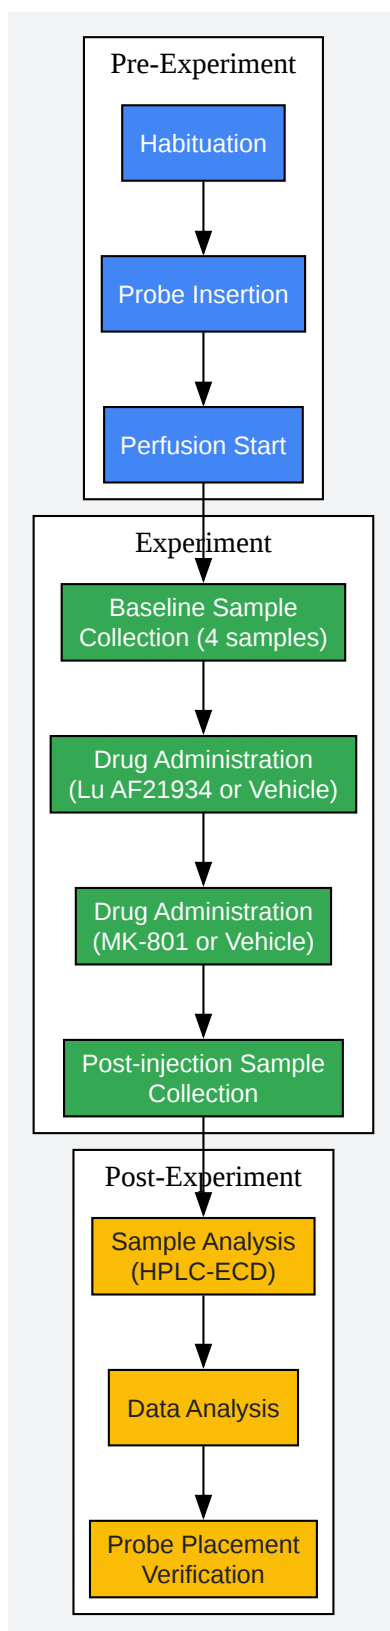 Pre-Experiment
Habituation
Probe Insertion
Perfusion Start
Experiment
Baseline Sample
Collection (4 samples)
Drug Administration
(Lu AF21934 or Vehicle)
Drug Administration
(MK-801 or Vehicle)
Post-injection Sample
Collection
Post-Experiment
Sample Analysis
(HPLC-ECD)
Data Analysis
Probe Placement
Verification